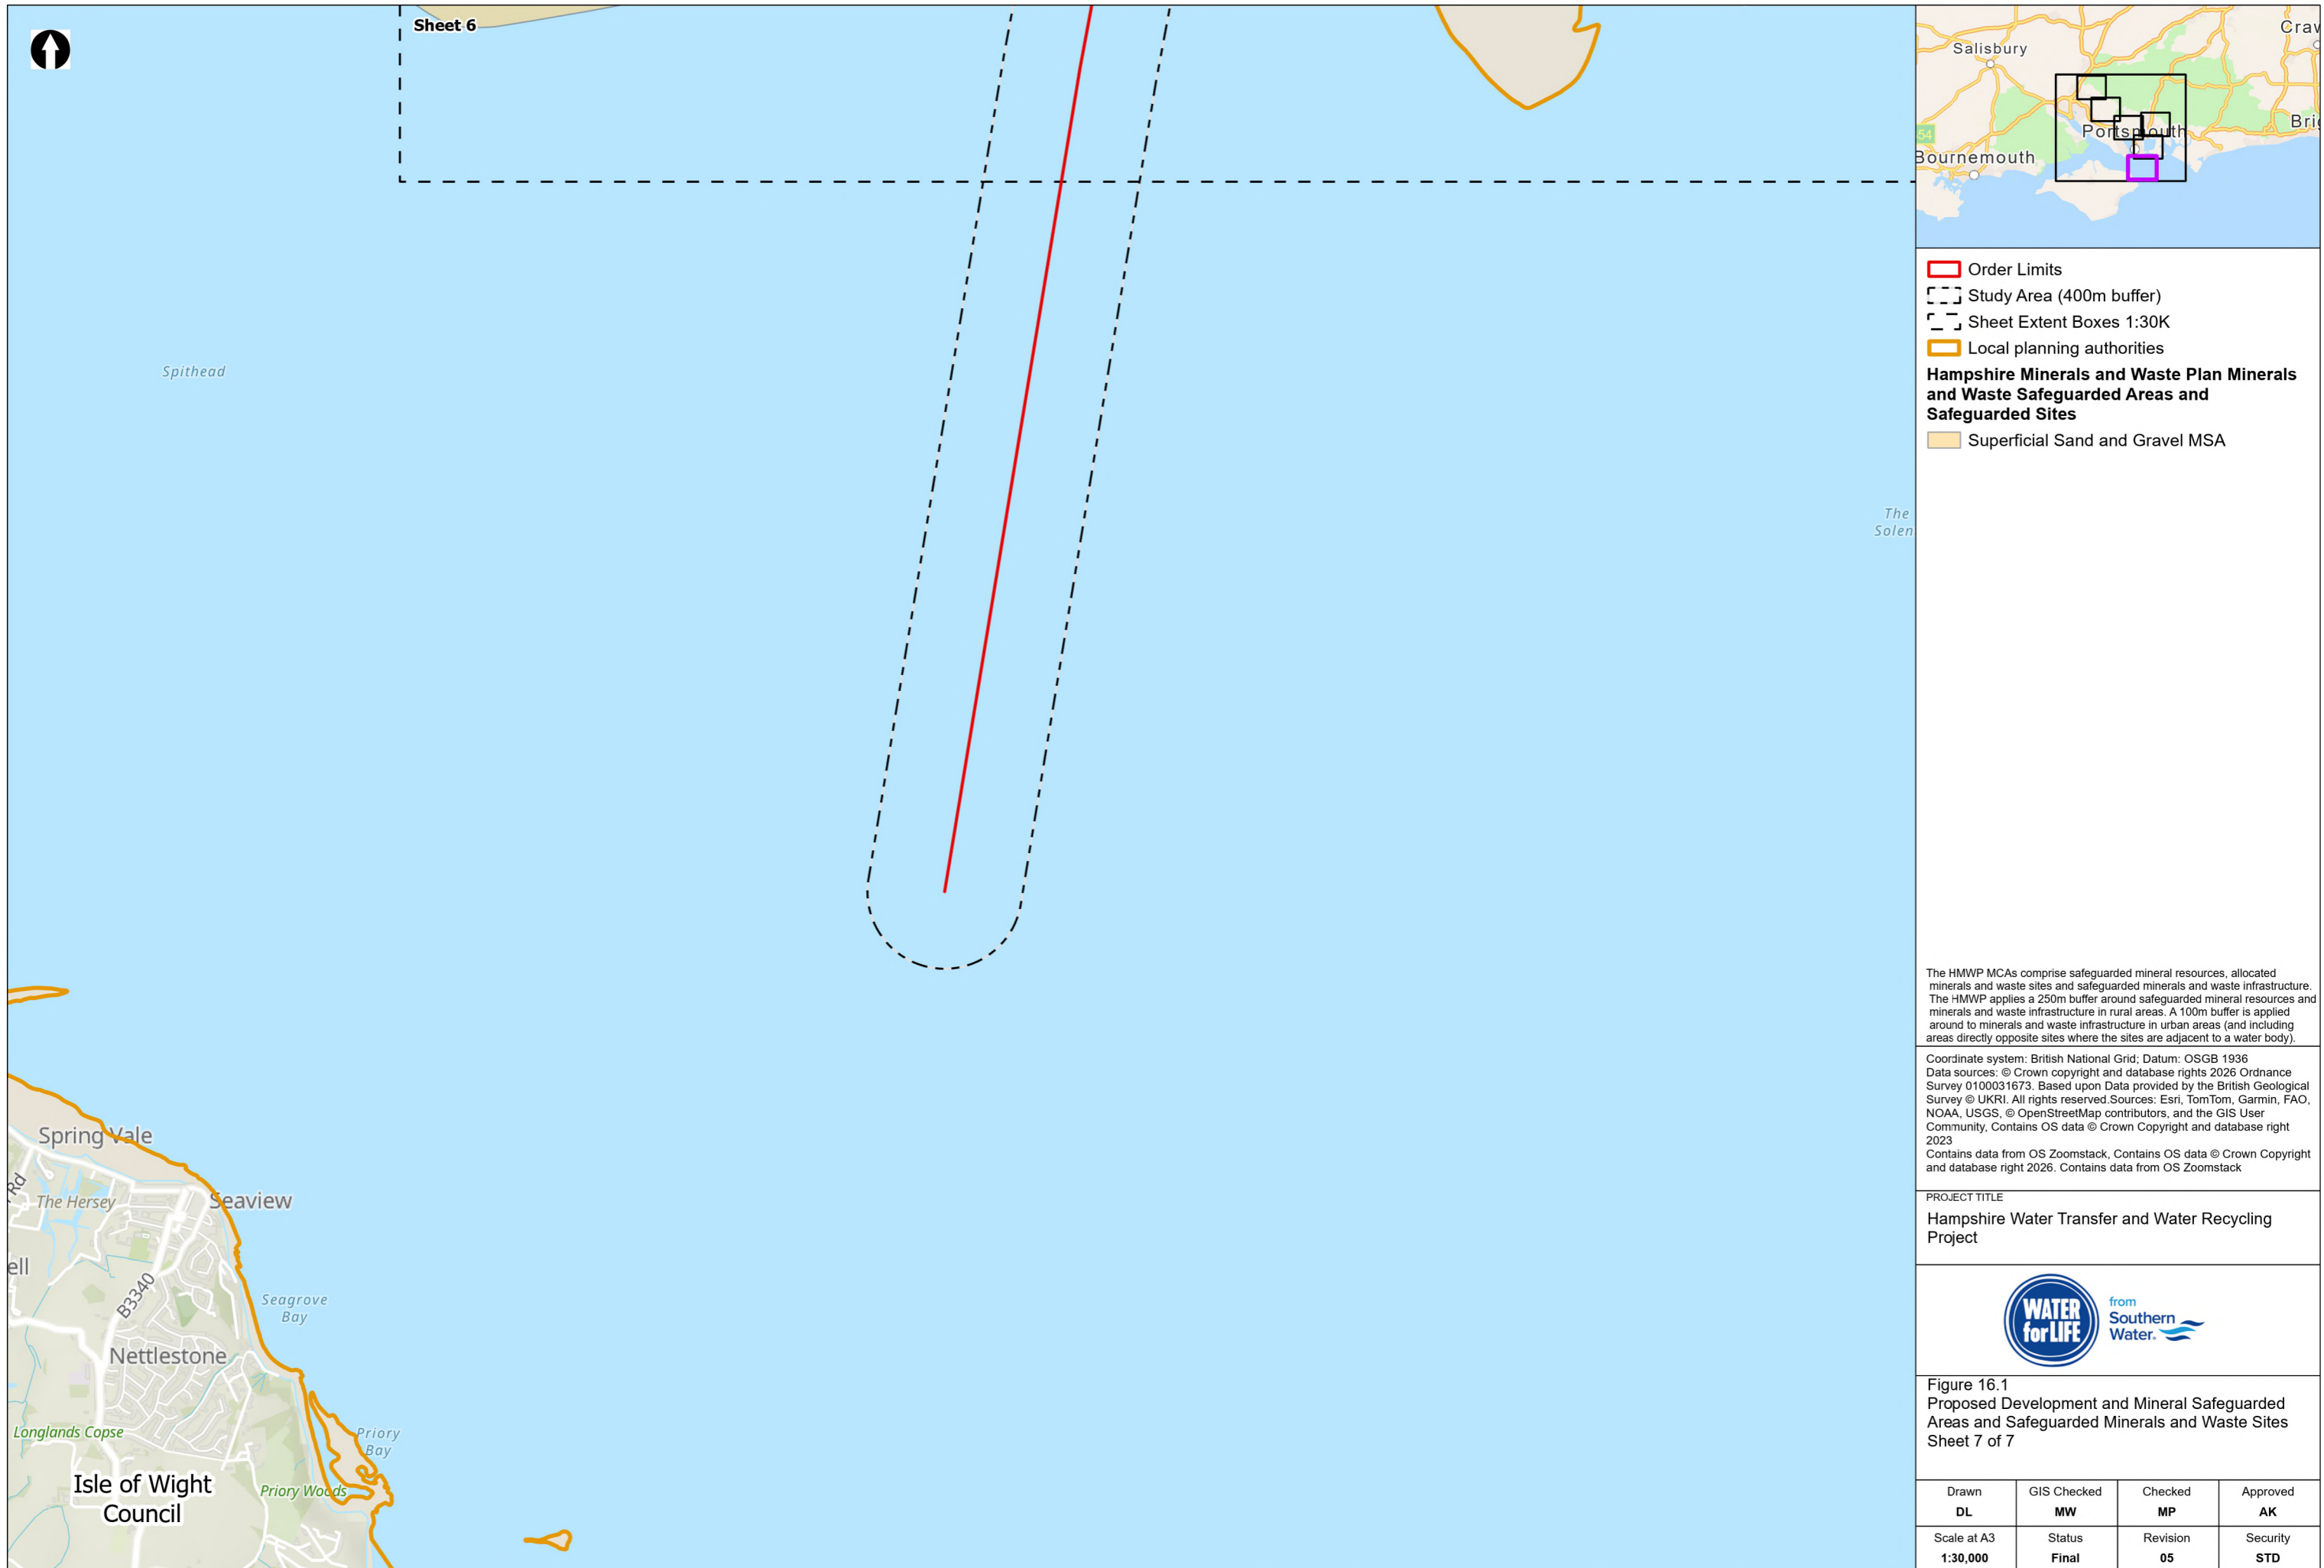 Sheet 6
Spithead
The
Solen
Spring Vale
Rd
The Hersey
Seaview
ell
B3340
Seagrove
Bay
Nettlestone
Longlands Copse
Priory
Bay
Isle of Wight
Council
Priory Woods
Salisbury
Craw
54
Portsmouth
Brig
Bournemouth
Order Limits
Study Area (400m buffer)
Sheet Extent Boxes 1:30K
Local planning authorities
Hampshire Minerals and Waste Plan Minerals
and Waste Safeguarded Areas and
Safeguarded Sites
Superficial Sand and Gravel MSA
The HMWP MCAs comprise safeguarded mineral resources, allocated
minerals and waste sites and safeguarded minerals and waste infrastructure.
The HMWP applies a 250m buffer around safeguarded mineral resources and
minerals and waste infrastructure in rural areas. A 100m buffer is applied
around to minerals and waste infrastructure in urban areas (and including
areas directly opposite sites where the sites are adjacent to a water body).
Coordinate system: British National Grid; Datum: OSGB 1936
Data sources: © Crown copyright and database rights 2026 Ordnance
Survey 0100031673. Based upon Data provided by the British Geological
Survey © UKRI. All rights reserved.Sources: Esri, TomTom, Garmin, FAO,
NOAA, USGS, © OpenStreetMap contributors, and the GIS User
Community, Contains OS data © Crown Copyright and database right
2023
Contains data from OS Zoomstack, Contains OS data © Crown Copyright
and database right 2026. Contains data from OS Zoomstack
PROJECT TITLE
Hampshire Water Transfer and Water Recycling
Project
WATER
for LIFE
from
Southern
Water.
Figure 16.1
Proposed Development and Mineral Safeguarded
Areas and Safeguarded Minerals and Waste Sites
Sheet 7 of 7
Drawn GIS Checked Checked Approved
DL MW MP AK
Scale at A3 Status Revision Security
1:30,000 Final 05 STD